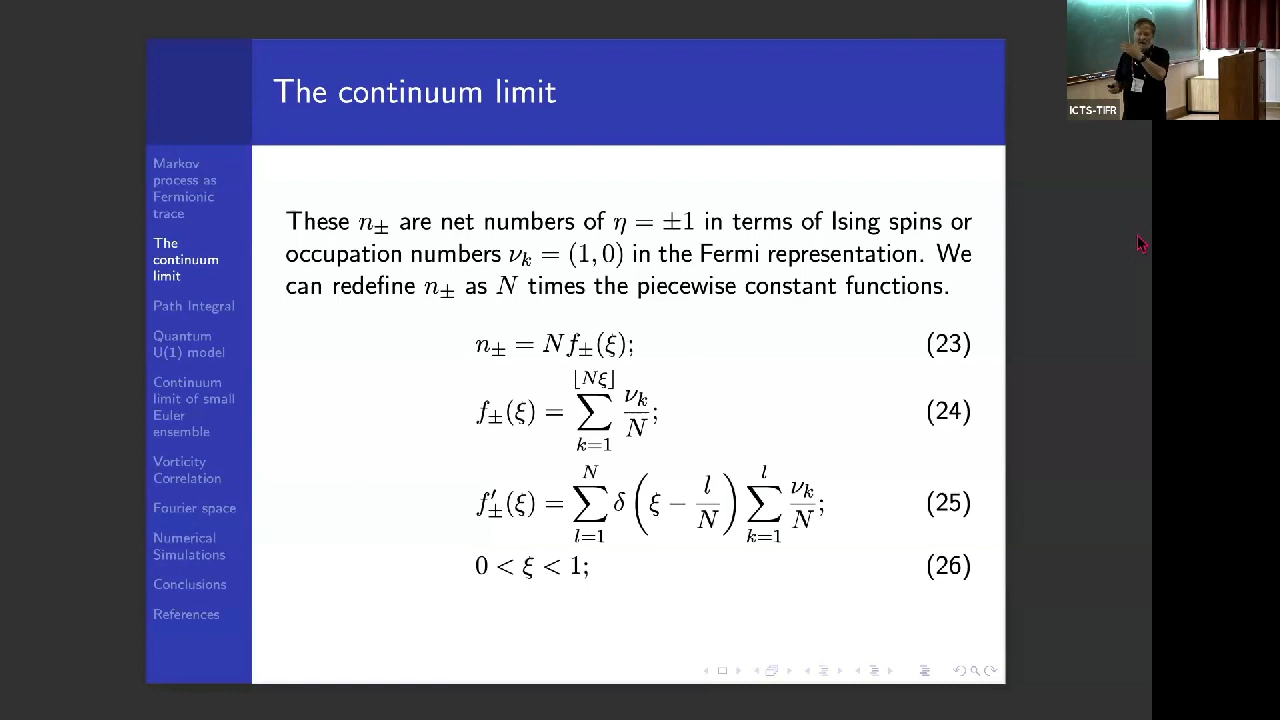 The continuum limit
ICTS-TIFR
Markov
process as
Fermionic
trace
The
continuum
limit
Path Integral
Quantum
U(1) model
Continuum
limit of small
Euler
ensemble
Vorticity
Correlation
Fourier space
Numerical
Simulations
Conclusions
References
These n± are net numbers of η = ±1 in terms of Ising spins or
occupation numbers νₖ = (1, 0) in the Fermi representation. We
can redefine n± as N times the piecewise constant functions.
n± = N f±(ξ); (23)
f±(ξ) = ∑_{k=1}^{⌊Nξ⌋} νₖ/N; (24)
f′±(ξ) = ∑_{l=1}^{N} δ(ξ − l/N) ∑_{k=1}^{l} νₖ/N; (25)
0 < ξ < 1; (26)